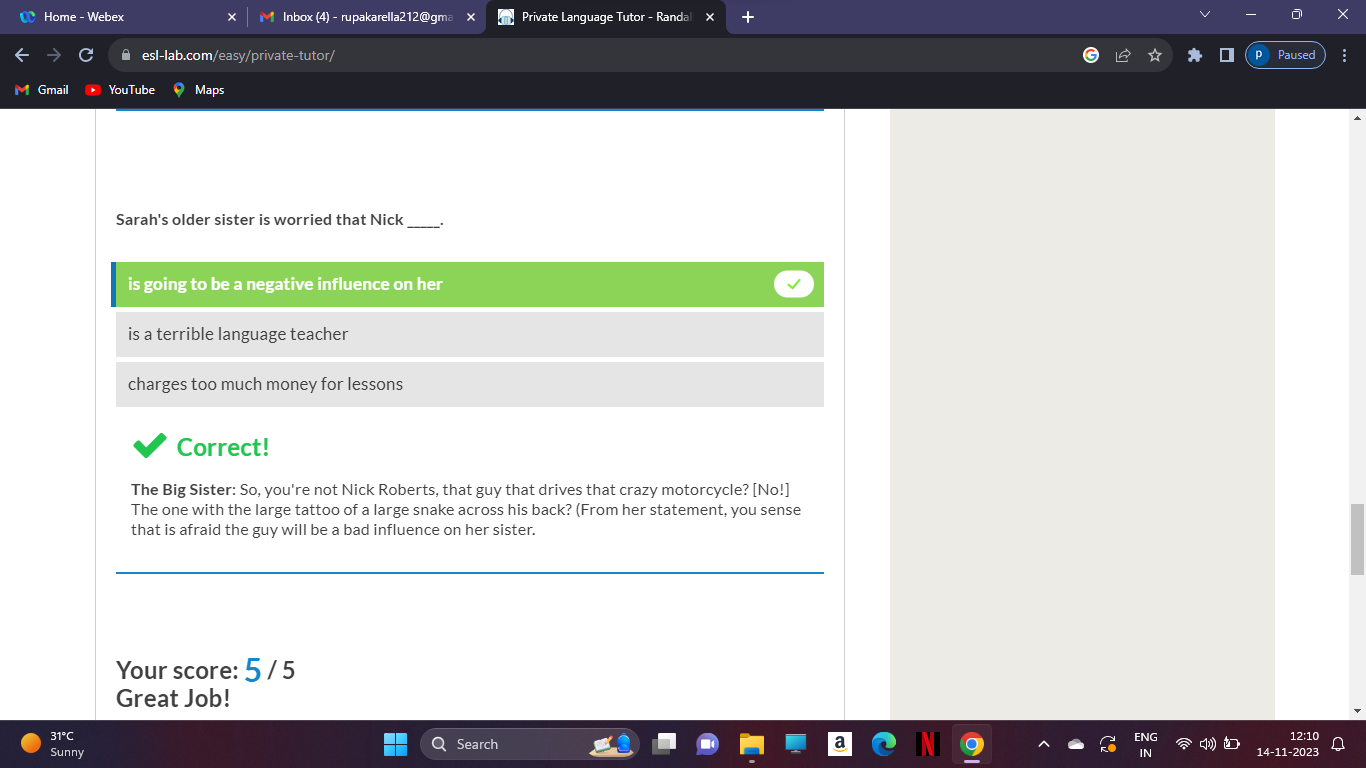 Home - Webex
Inbox (4) - rupakarella212@gma
Private Language Tutor - Randal
esl-lab.com/easy/private-tutor/
p Paused
Gmail
YouTube
Maps
Sarah's older sister is worried that Nick _____.
is going to be a negative influence on her
is a terrible language teacher
charges too much money for lessons
Correct!
The Big Sister: So, you're not Nick Roberts, that guy that drives that crazy motorcycle? [No!]
The one with the large tattoo of a large snake across his back? (From her statement, you sense
that is afraid the guy will be a bad influence on her sister.
Your score: 5 / 5
Great Job!
31°C
Sunny
Search
ENG
IN
12:10
14-11-2023